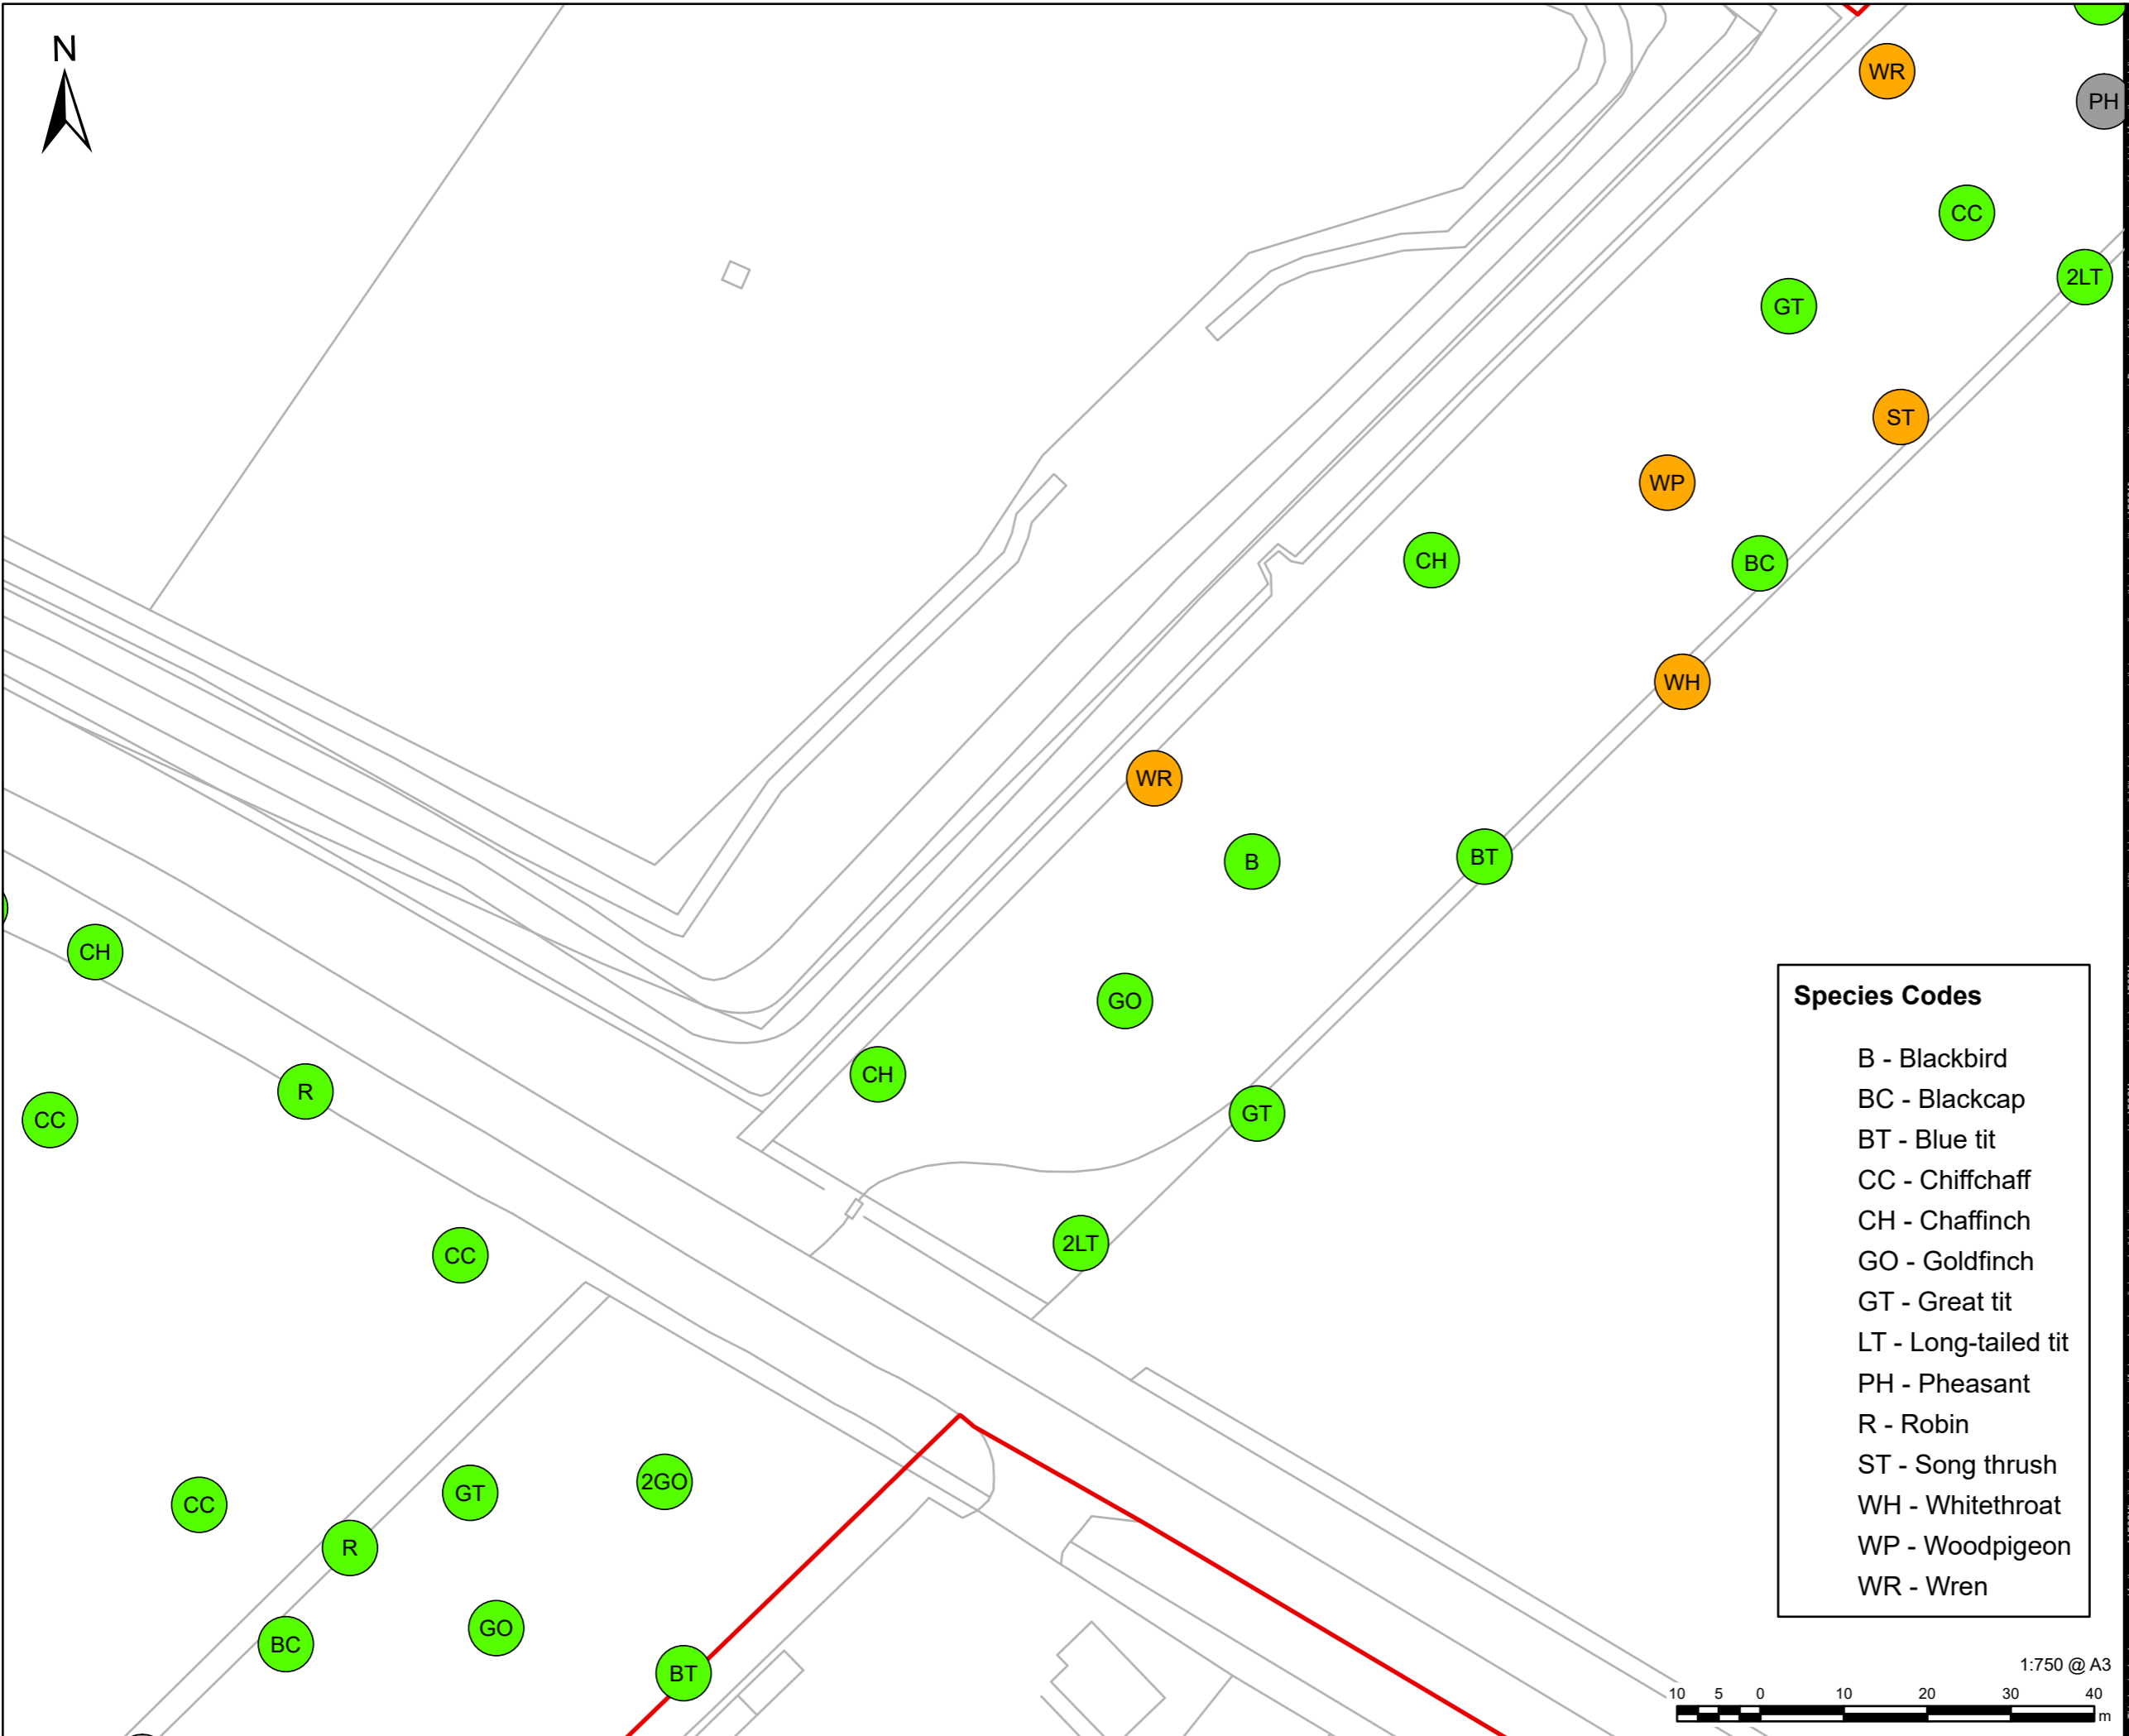 N
WR
PH
CC
2LT
GT
ST
WP
CH
BC
WH
WR
B
BT
CH
GO
CH
R
CC
GT
2LT
CC
GT
2GO
CC
R
GO
BC
BT
Species Codes
B - Blackbird
BC - Blackcap
BT - Blue tit
CC - Chiffchaff
CH - Chaffinch
GO - Goldfinch
GT - Great tit
LT - Long-tailed tit
PH - Pheasant
R - Robin
ST - Song thrush
WH - Whitethroat
WP - Woodpigeon
WR - Wren
1:750 @ A3
10 5 0 10 20 30 40
m